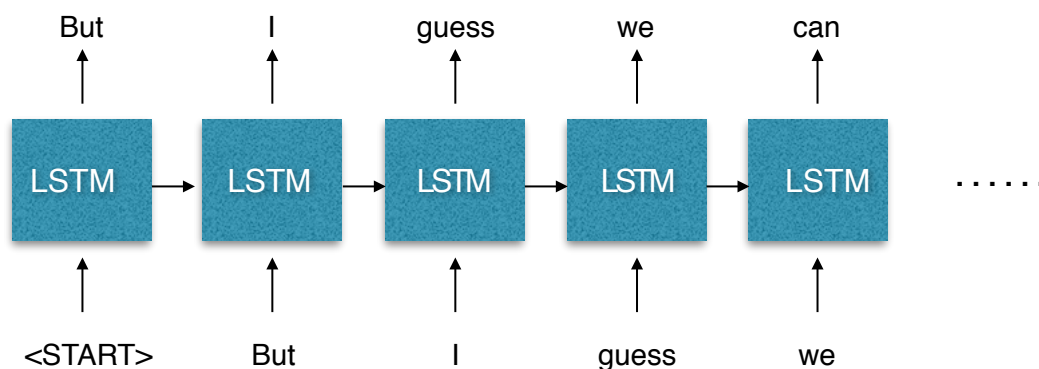 But I guess we can
LSTM LSTM LSTM LSTM LSTM ......
<START> But I guess we